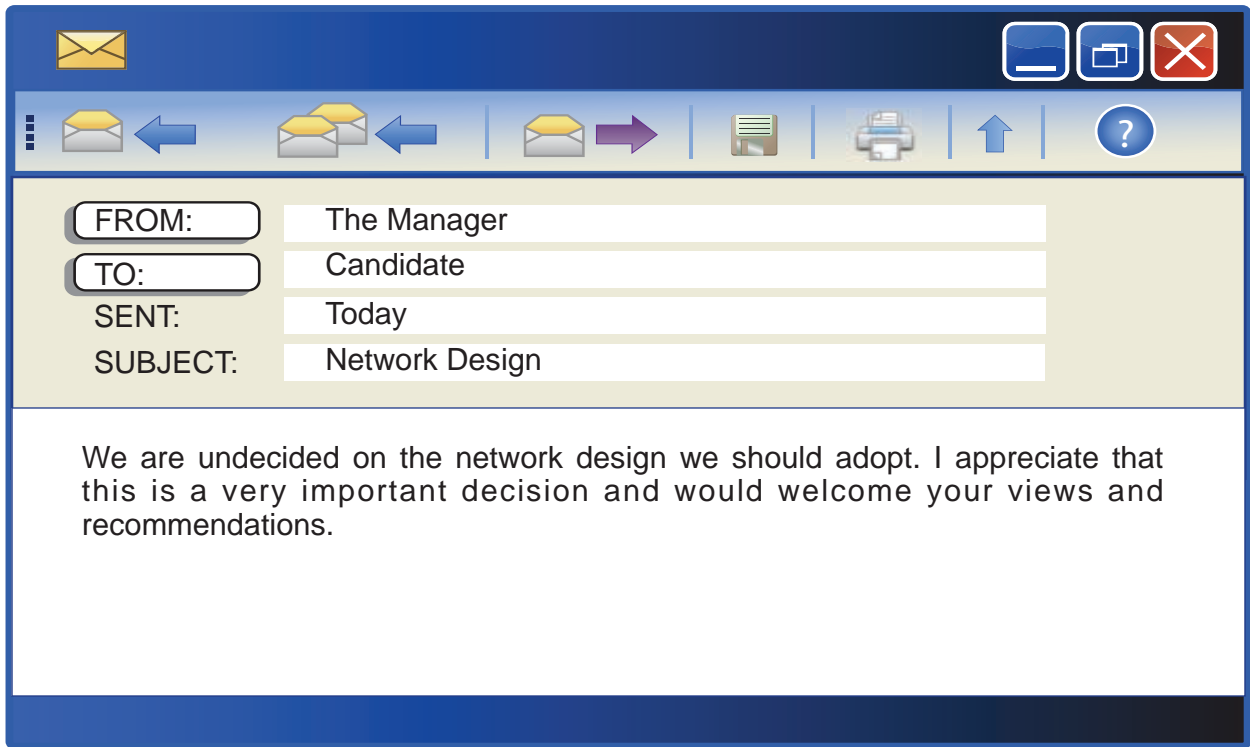 ?
FROM: The Manager
TO: Candidate
SENT: Today
SUBJECT: Network Design
We are undecided on the network design we should adopt. I appreciate that
this is a very important decision and would welcome your views and
recommendations.